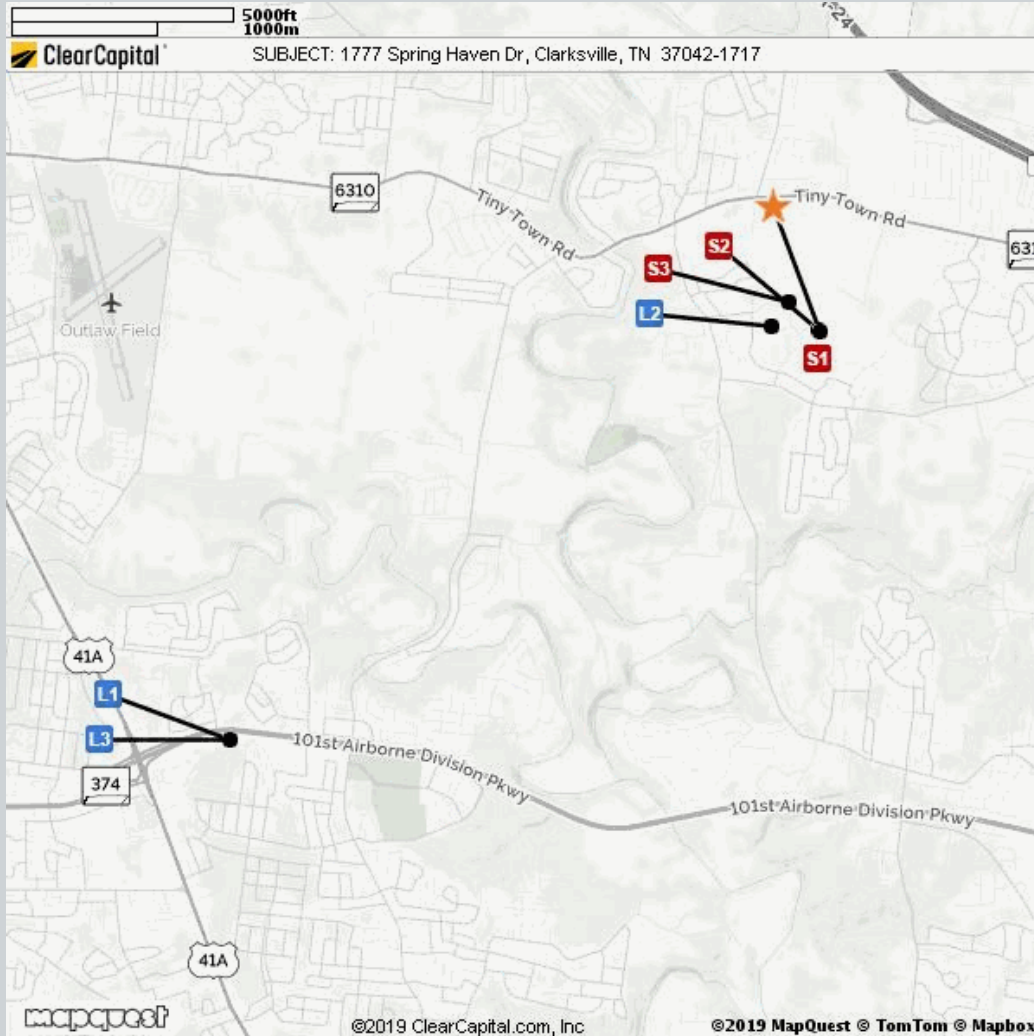 5000ft
1000m
ClearCapital
SUBJECT: 1777 Spring Haven Dr, Clarksville, TN 37042-1717
I-24
6310
Tiny Town Rd
Tiny Town Rd
S2
S3
L2
S1
Outlaw Field
41A
L1
L3
374
101st Airborne Division Pkwy
101st Airborne Division Pkwy
41A
mapquest
©2019 ClearCapital.com, Inc
©2019 MapQuest © TomTom © Mapbo